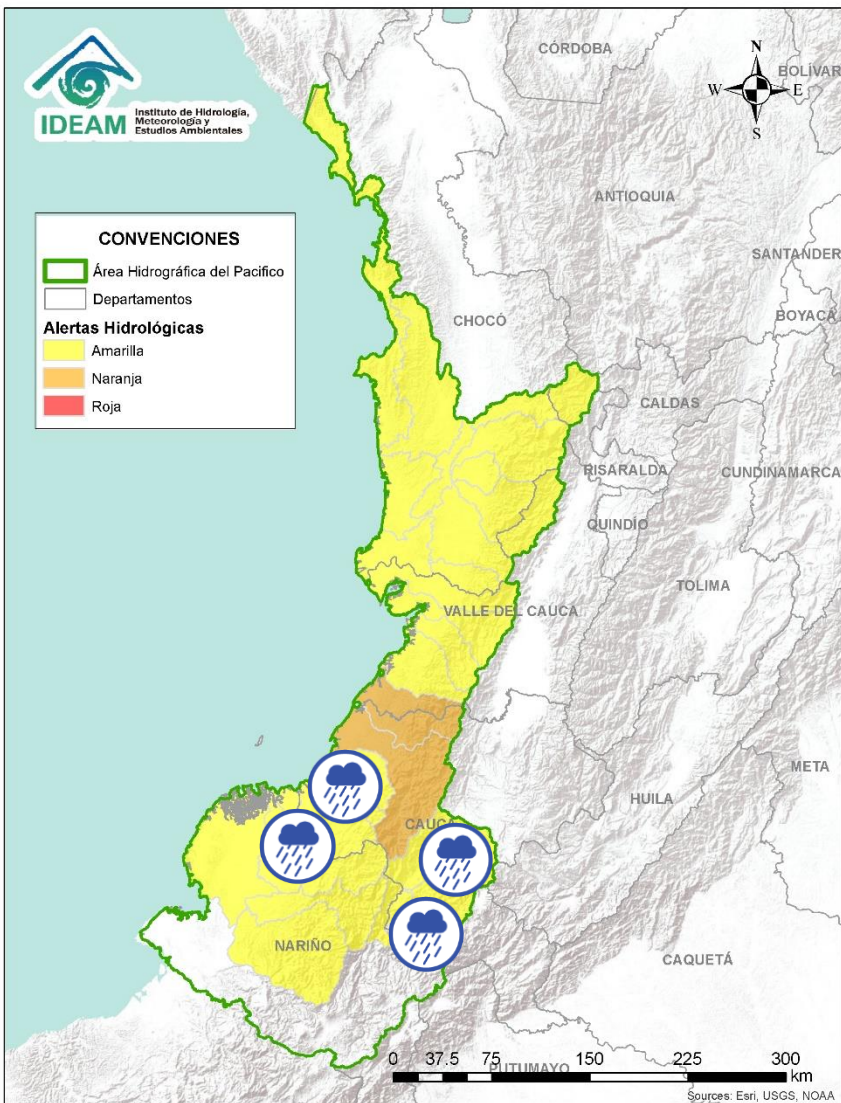 IDEAM
Instituto de Hidrología,
Meteorología y
Estudios Ambientales
CÓRDOBA
BOLÍVAR
N
W
E
S
ANTIOQUIA
SANTANDER
BOYACÁ
CHOCÓ
CONVENCIONES
Área Hidrográfica del Pacifico
Departamentos
Alertas Hidrológicas
Amarilla
Naranja
Roja
CALDAS
RISARALDA
CUNDINAMARCA
QUINDÍO
TOLIMA
VALLE DEL CAUCA
META
HUILA
CAUCA
NARIÑO
CAQUETÁ
PUTUMAYO
0 37.5 75 150 225 300
km
Sources: Esri, USGS, NOAA